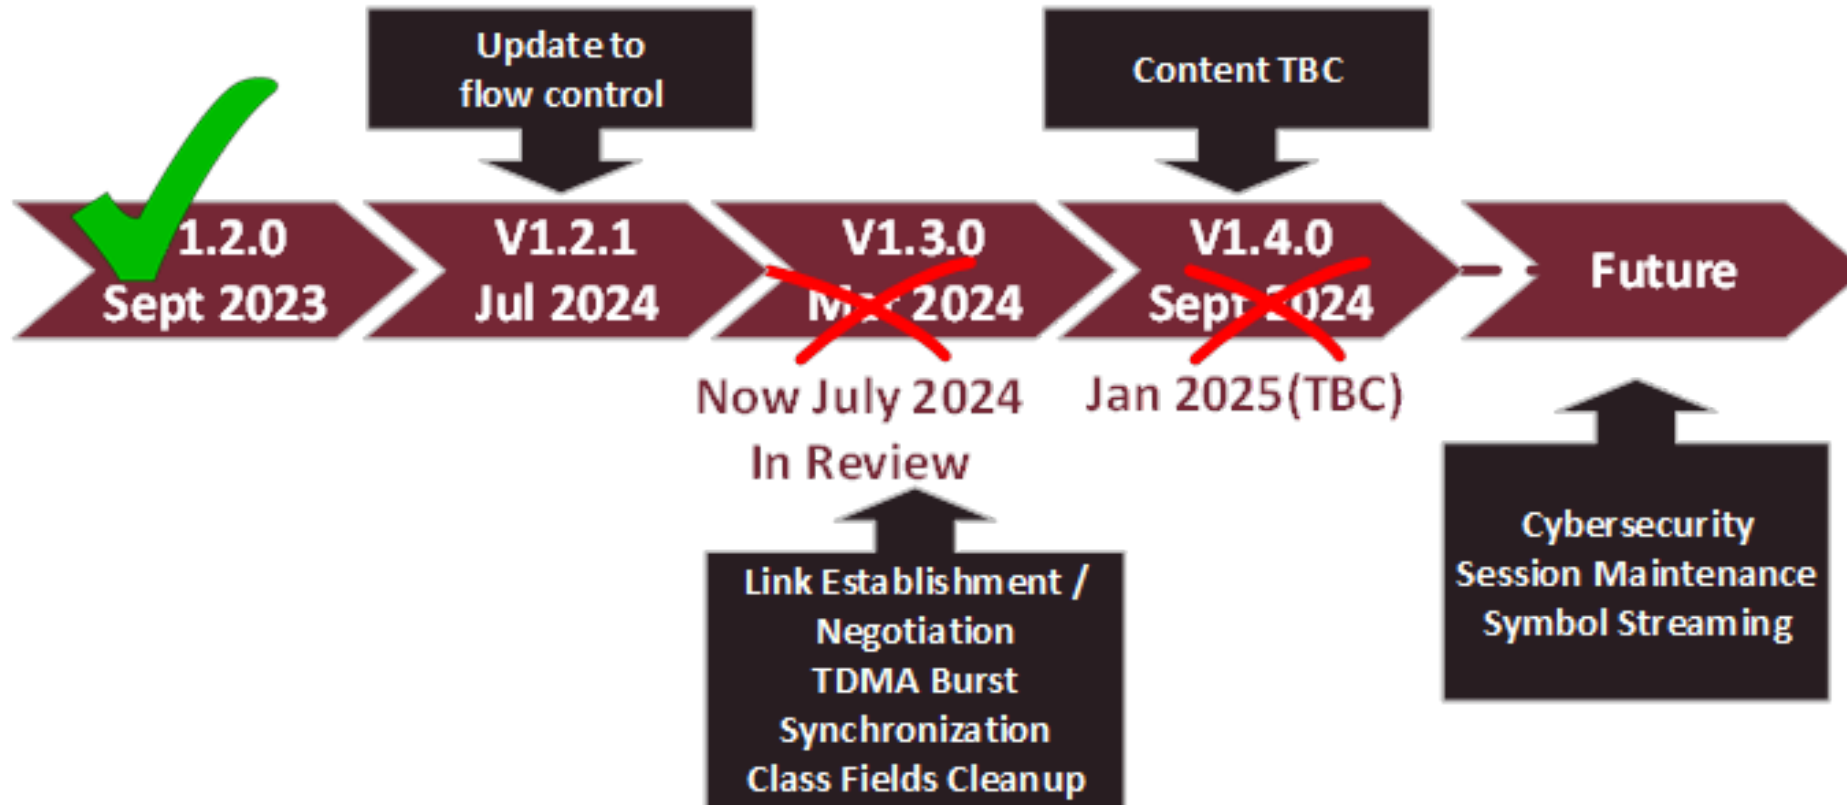 Update to
flow control
Content TBC
1.2.0
Sept 2023
V1.2.1
Jul 2024
V1.3.0
Mar 2024
V1.4.0
Sept 2024
Future
Now July 2024
In Review
Jan 2025(TBC)
Link Establishment /
Negotiation
TDMA Burst
Synchronization
Class Fields Cleanup
Cybersecurity
Session Maintenance
Symbol Streaming